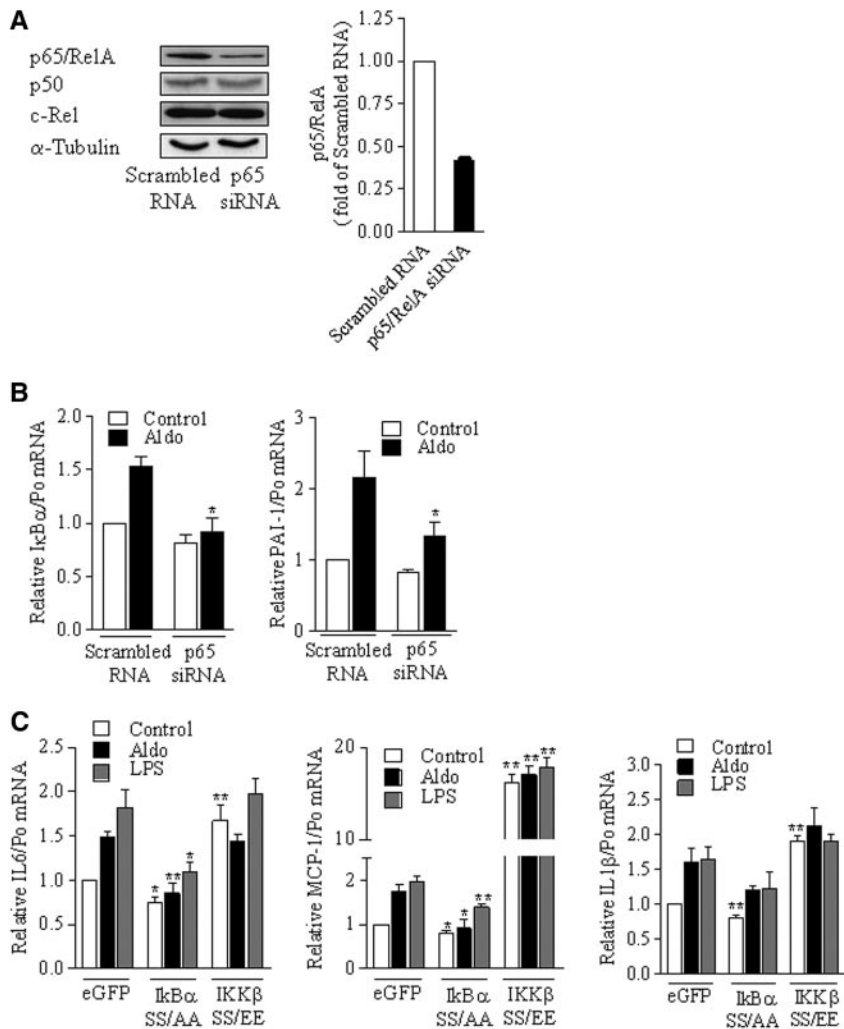 A
p65/RelA
p50
c-Rel
α-Tubulin
Scrambled p65
RNA siRNA
p65/RelA
(fold of Scrambled RNA)
1.25
1.00
0.75
0.50
0.25
0.00
Scrambled RNA
p65/RelA siRNA
B
Relative IκBα/Po mRNA
2.0
1.5
1.0
0.5
0.0
Control
Aldo
*
Scrambled p65
RNA siRNA
Relative PAI-1/Po mRNA
3
2
1
0
Control
Aldo
*
Scrambled p65
RNA siRNA
C
Relative IL6/Po mRNA
2.5
2.0
1.5
1.0
0.5
0.0
Control
Aldo
LPS
* ** *
**
eGFP IkBα IKKβ
SS/AA SS/EE
Relative MCP-1/Po mRNA
20
10
2
1
0
Control
Aldo
LPS
* * **
** ** **
eGFP IkBα IKKβ
SS/AA SS/EE
Relative IL1β/Po mRNA
3.0
2.5
2.0
1.5
1.0
0.5
0.0
Control
Aldo
LPS
**
**
eGFP IkBα IKKβ
SS/AA SS/EE